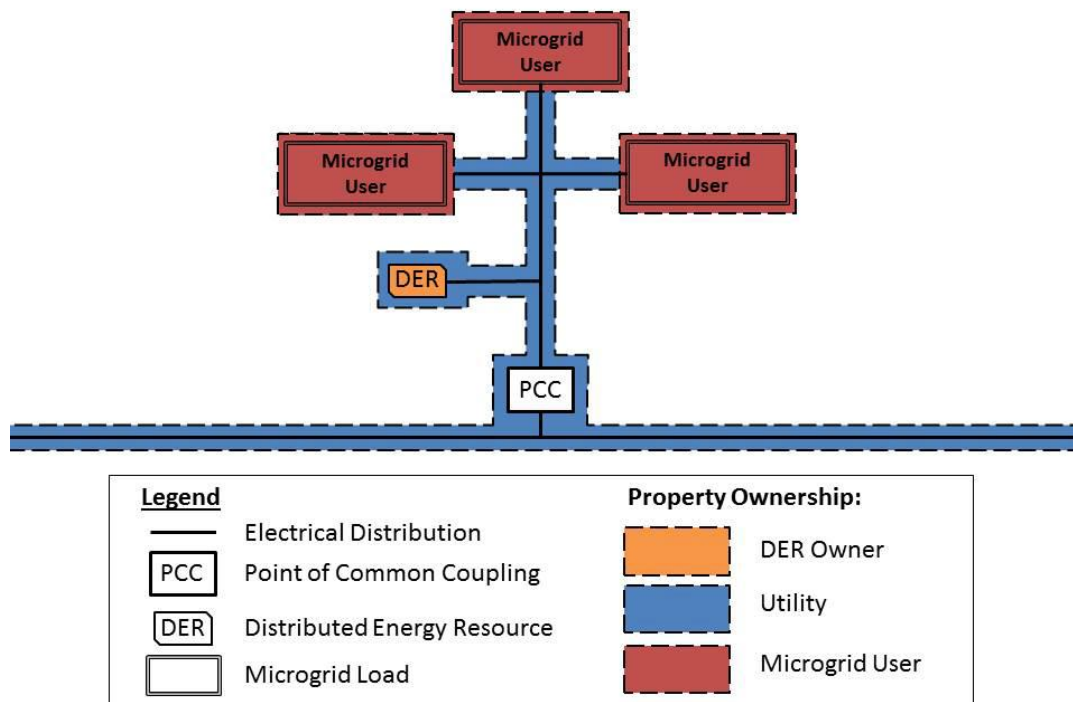 Microgrid
User
Microgrid
User
Microgrid
User
DER
PCC
Legend
Electrical Distribution
PCC
Point of Common Coupling
DER
Distributed Energy Resource
Microgrid Load
Property Ownership:
DER Owner
Utility
Microgrid User